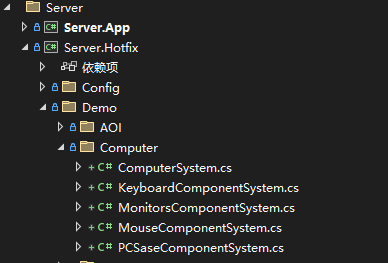 Server
Server.App
Server.Hotfix
依赖项
Config
Demo
AOI
Computer
ComputerSystem.cs
KeyboardComponentSystem.cs
MonitorsComponentSystem.cs
MouseComponentSystem.cs
PCSaseComponentSystem.cs